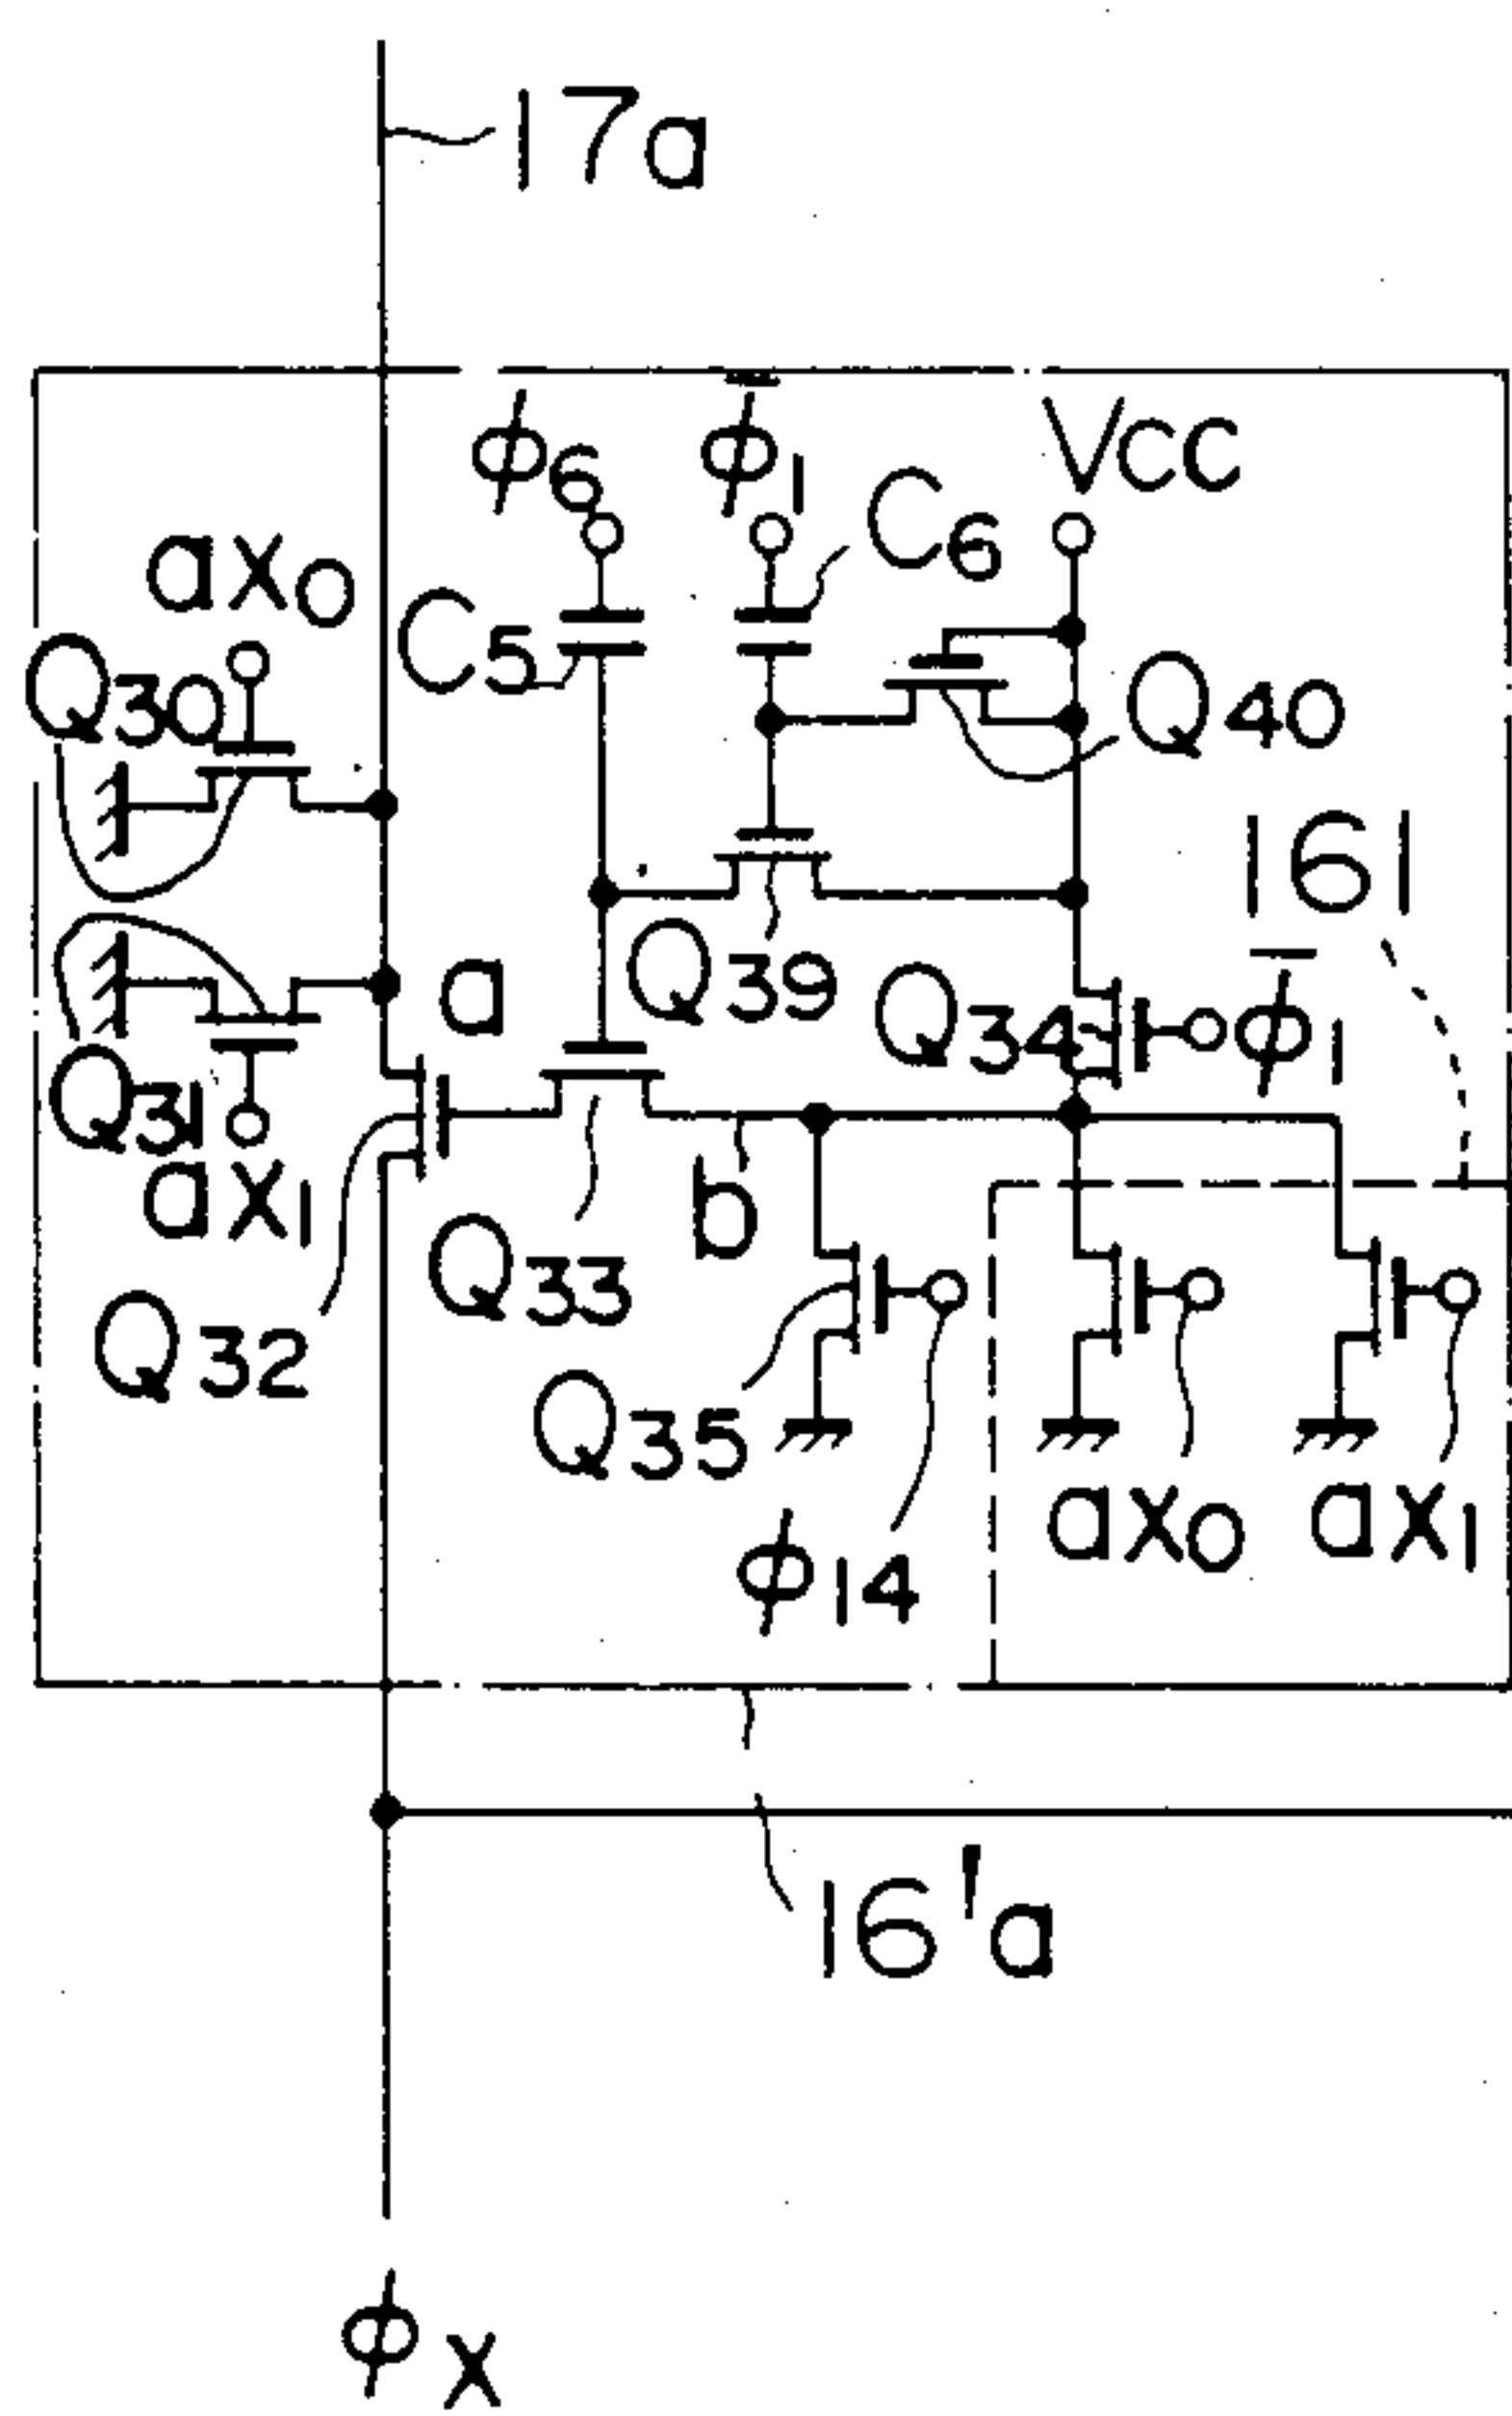 17a
φ6
φ̅1
Vcc
C6
ax0
C5
Q30
Q40
161
a
Q39
Q34
φ̅1
Q31
ax1
b
Q33
Q32
Q35
ax0
ax1
φ14
16'a
φx